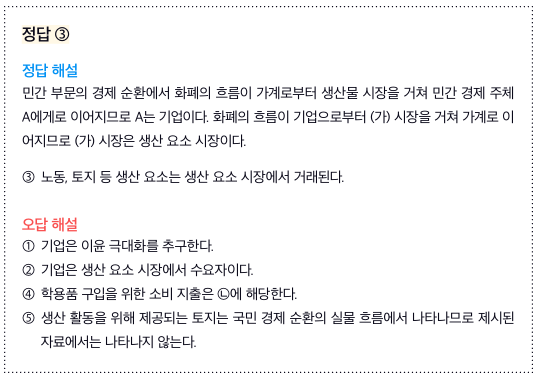 정답 ③
정답 해설
민간 부문의 경제 순환에서 화폐의 흐름이 가계로부터 생산물 시장을 거쳐 민간 경제 주체
A에게로 이어지므로 A는 기업이다. 화폐의 흐름이 기업으로부터 (가) 시장을 거쳐 가계로 이
어지므로 (가) 시장은 생산 요소 시장이다.
③ 노동, 토지 등 생산 요소는 생산 요소 시장에서 거래된다.
오답 해설
① 기업은 이윤 극대화를 추구한다.
② 기업은 생산 요소 시장에서 수요자이다.
④ 학용품 구입을 위한 소비 지출은 ㉡에 해당한다.
⑤ 생산 활동을 위해 제공되는 토지는 국민 경제 순환의 실물 흐름에서 나타나므로 제시된
자료에서는 나타나지 않는다.